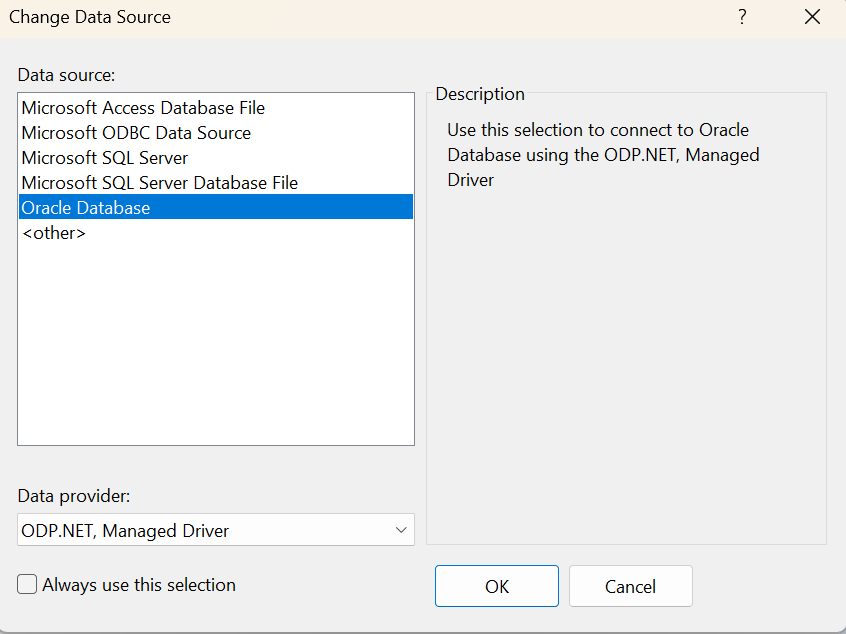 Change Data Source
?
Data source:
Microsoft Access Database File
Microsoft ODBC Data Source
Microsoft SQL Server
Microsoft SQL Server Database File
Oracle Database
<other>
Description
Use this selection to connect to Oracle
Database using the ODP.NET, Managed
Driver
Data provider:
ODP.NET, Managed Driver
Always use this selection
OK
Cancel